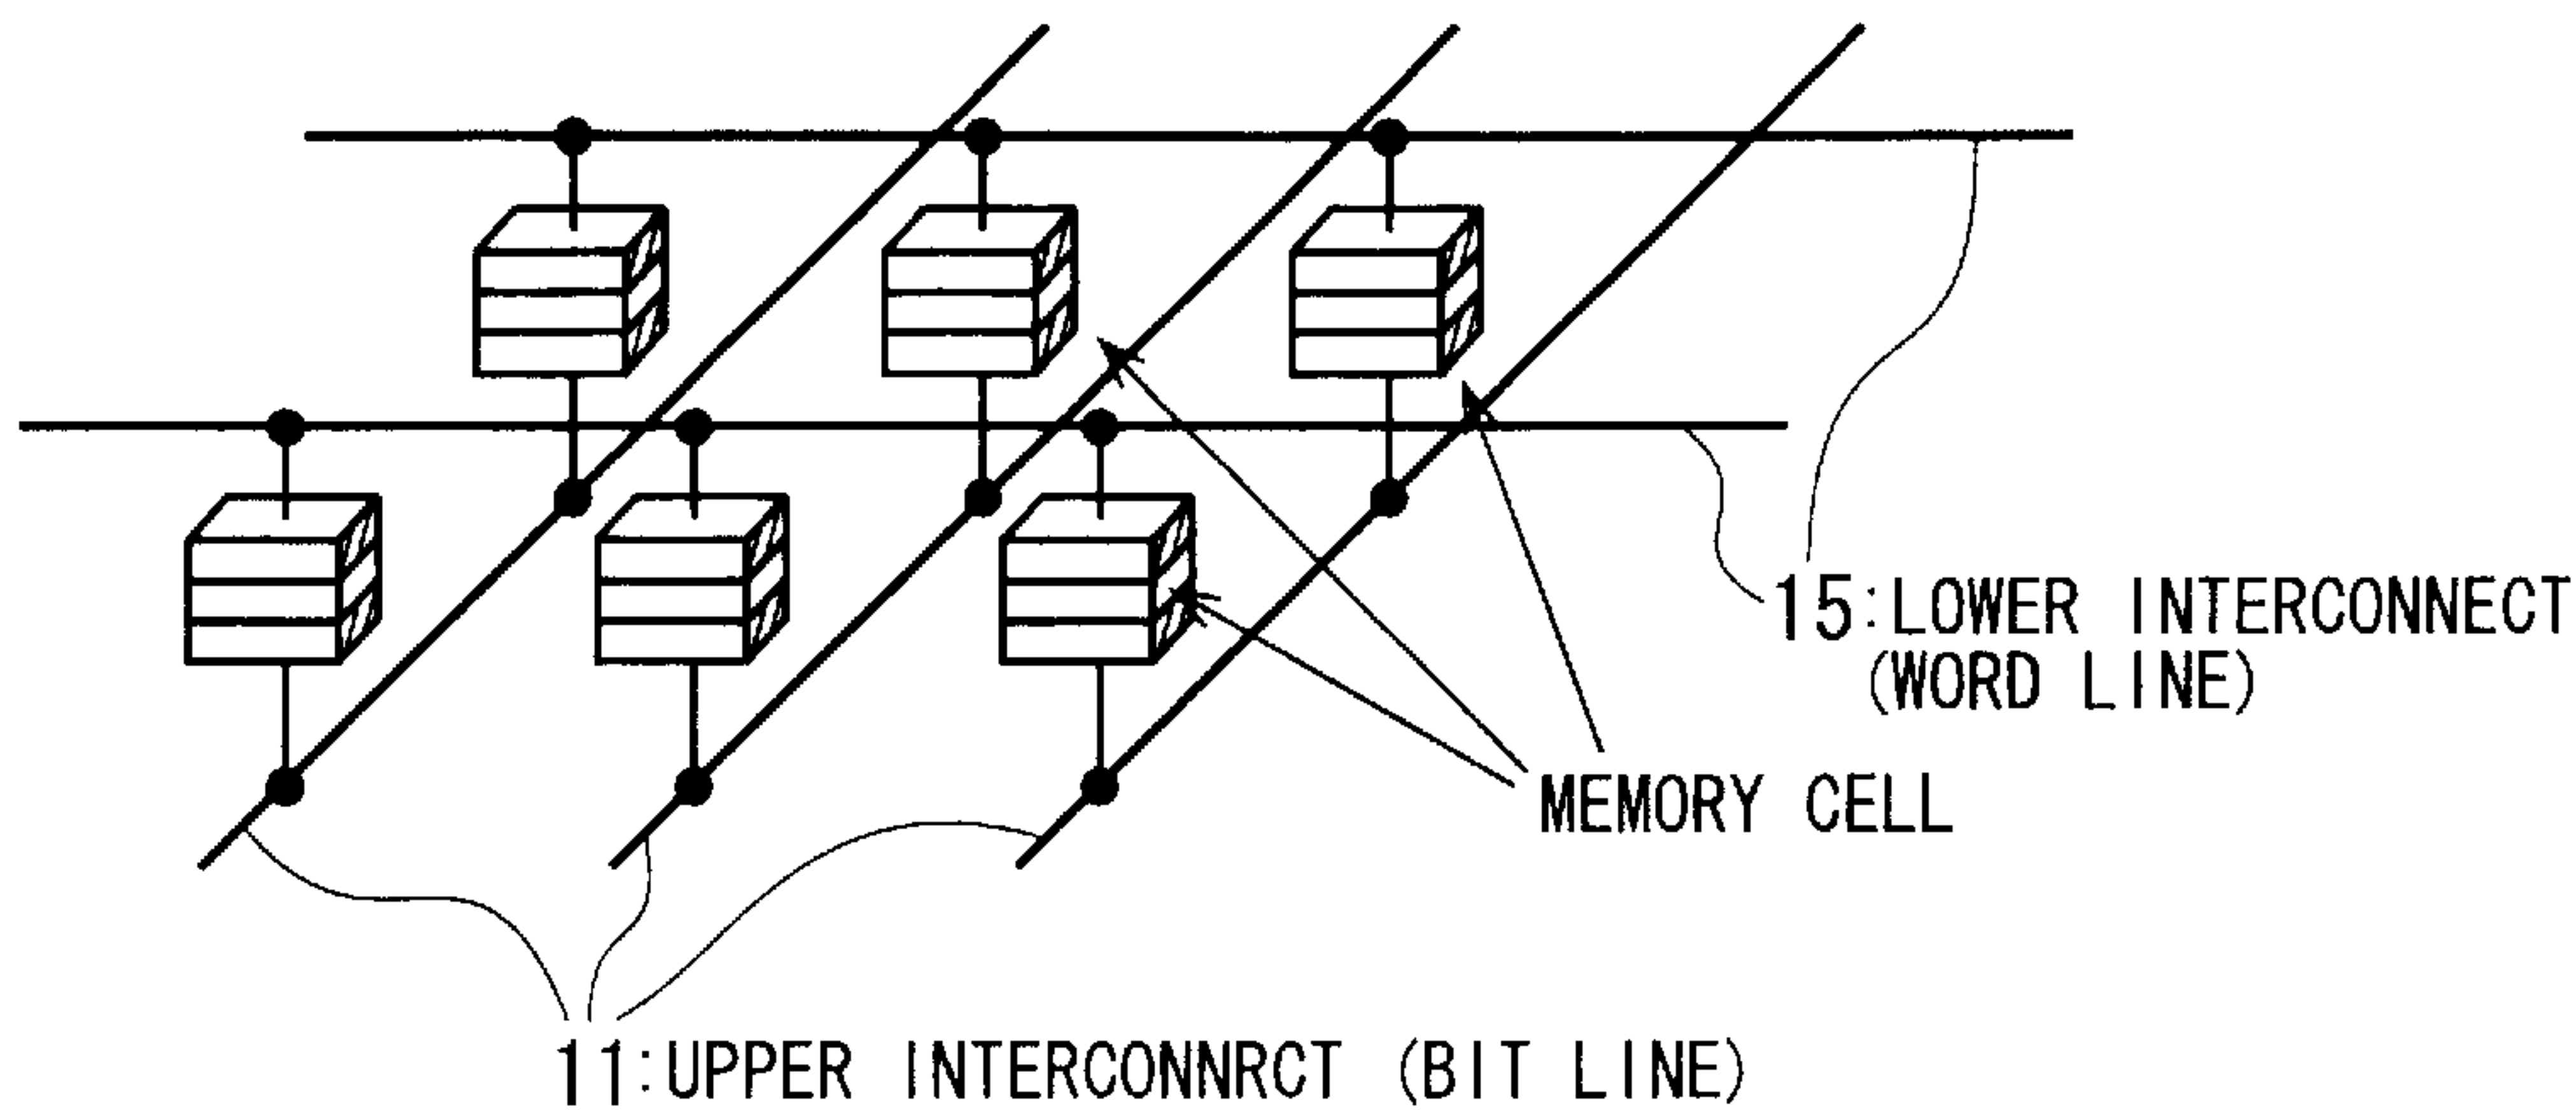 15:LOWER INTERCONNECT
(WORD LINE)
MEMORY CELL
11:UPPER INTERCONNRCT (BIT LINE)